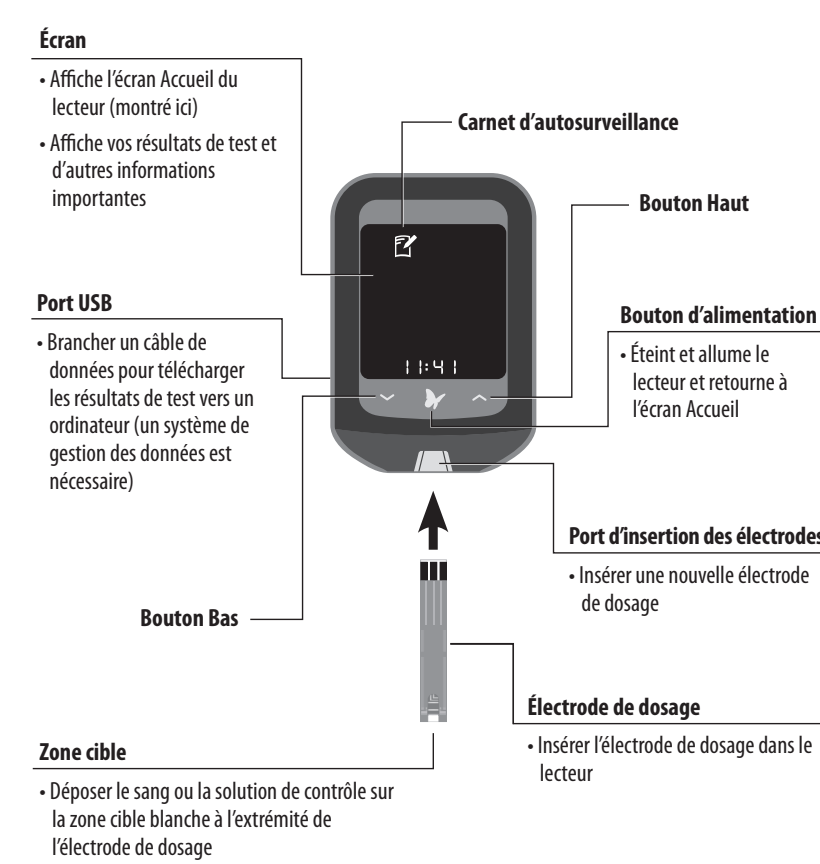 Écran
• Affiche l'écran Accueil du
lecteur (montré ici)
• Affiche vos résultats de test et
d'autres informations
importantes
Carnet d'autosurveillance
Bouton Haut
Port USB
• Brancher un câble de
données pour télécharger
les résultats de test vers un
ordinateur (un système de
gestion des données est
nécessaire)
Bouton d'alimentation
• Éteint et allume le
lecteur et retourne à
l'écran Accueil
11:41
Port d'insertion des électrodes
• Insérer une nouvelle électrode
de dosage
Bouton Bas
Électrode de dosage
• Insérer l'électrode de dosage dans le
lecteur
Zone cible
• Déposer le sang ou la solution de contrôle sur
la zone cible blanche à l'extrémité de
l'électrode de dosage